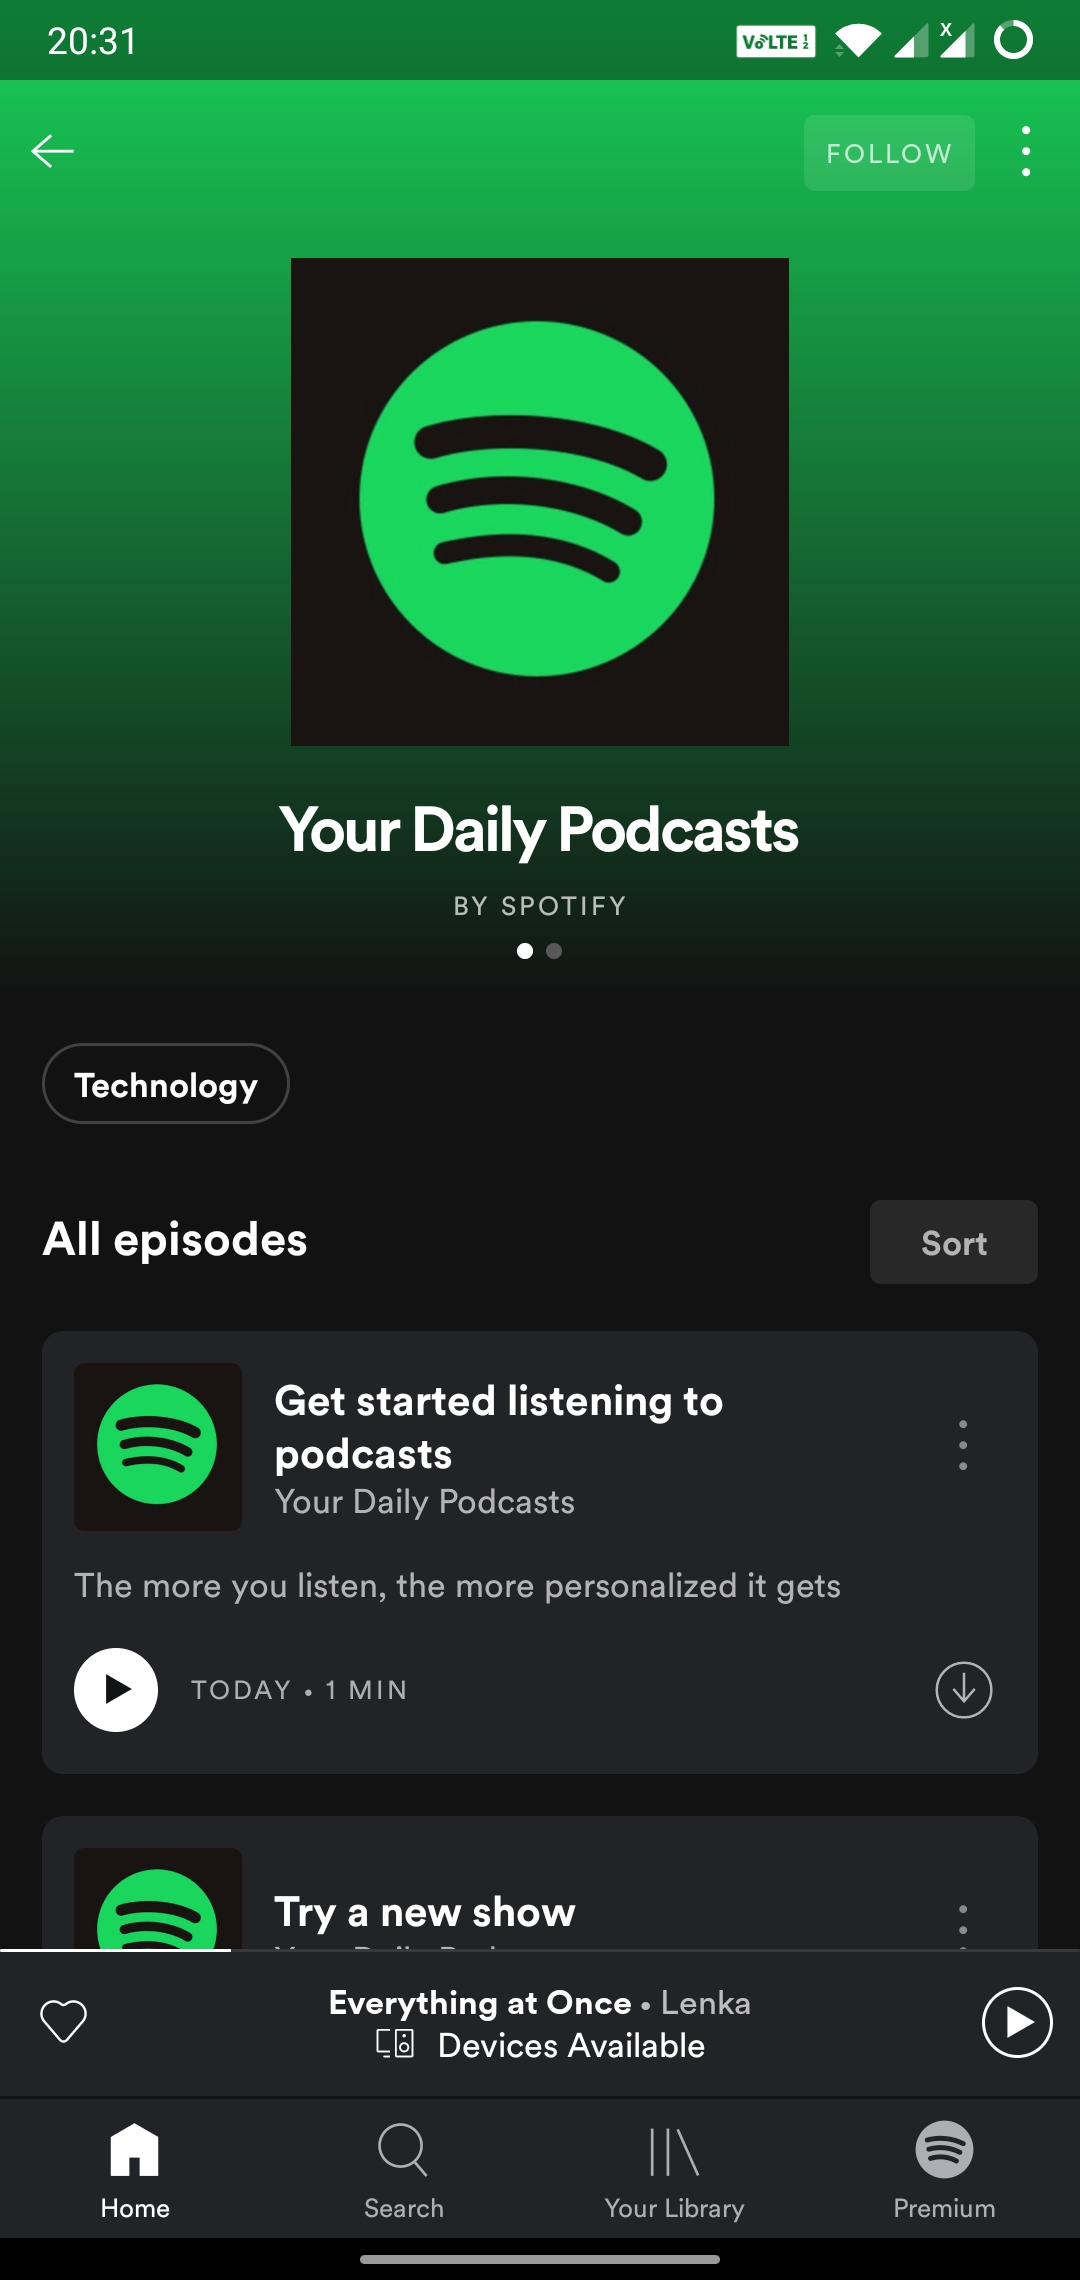 20:31
VoLTE 1 2
X
FOLLOW
Your Daily Podcasts
BY SPOTIFY
Technology
All episodes
Sort
Get started listening to
podcasts
Your Daily Podcasts
The more you listen, the more personalized it gets
TODAY • 1 MIN
Try a new show
Everything at Once • Lenka
Devices Available
Home
Search
Your Library
Premium